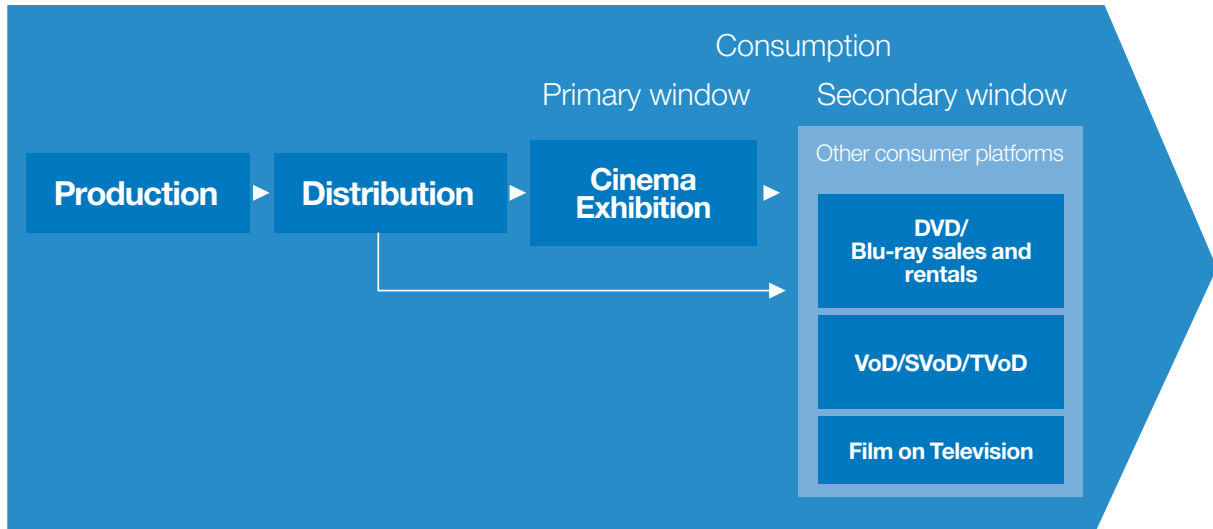 Consumption
Primary window
Secondary window
Other consumer platforms
Production
Distribution
Cinema
Exhibition
DVD/
Blu-ray sales and
rentals
VoD/SVoD/TVoD
Film on Television